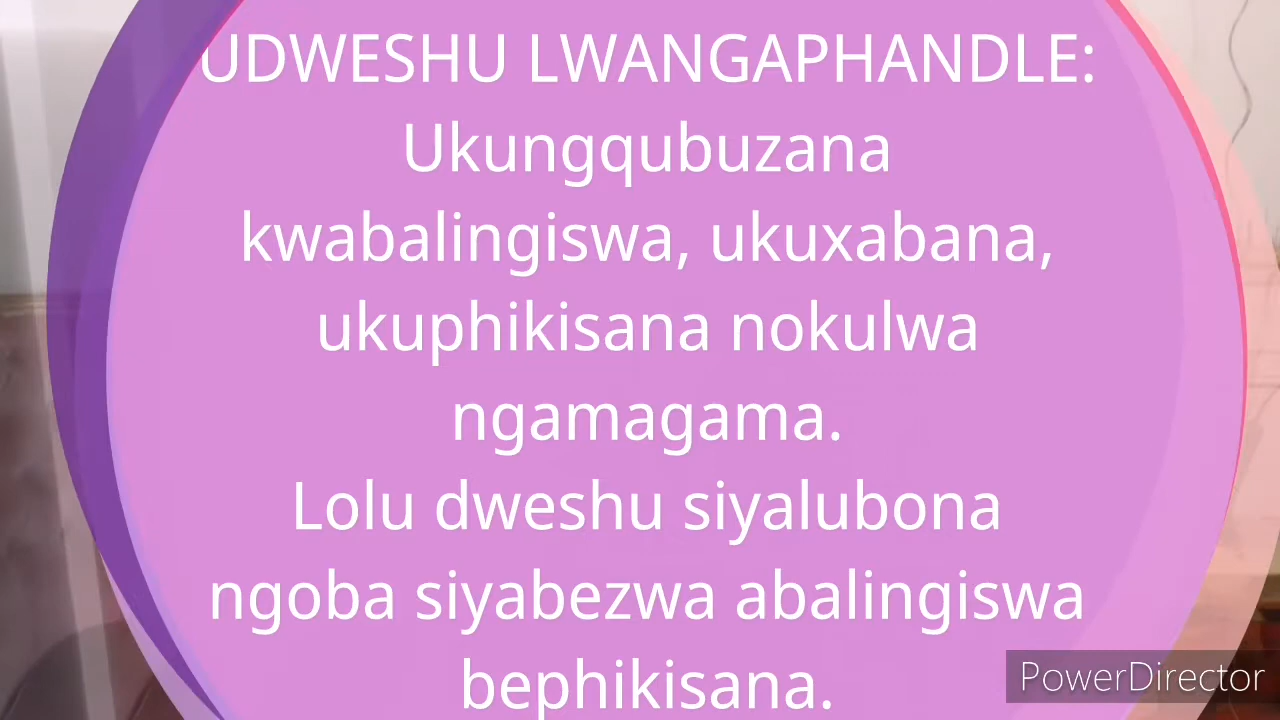 UDWESHU LWANGAPHANDLE:
Ukungqubuzana
kwabalingiswa, ukuxabana,
ukuphikisana nokulwa
ngamagama.
Lolu dweshu siyalubona
ngoba siyabezwa abalingiswa
bephikisana.
PowerDirector